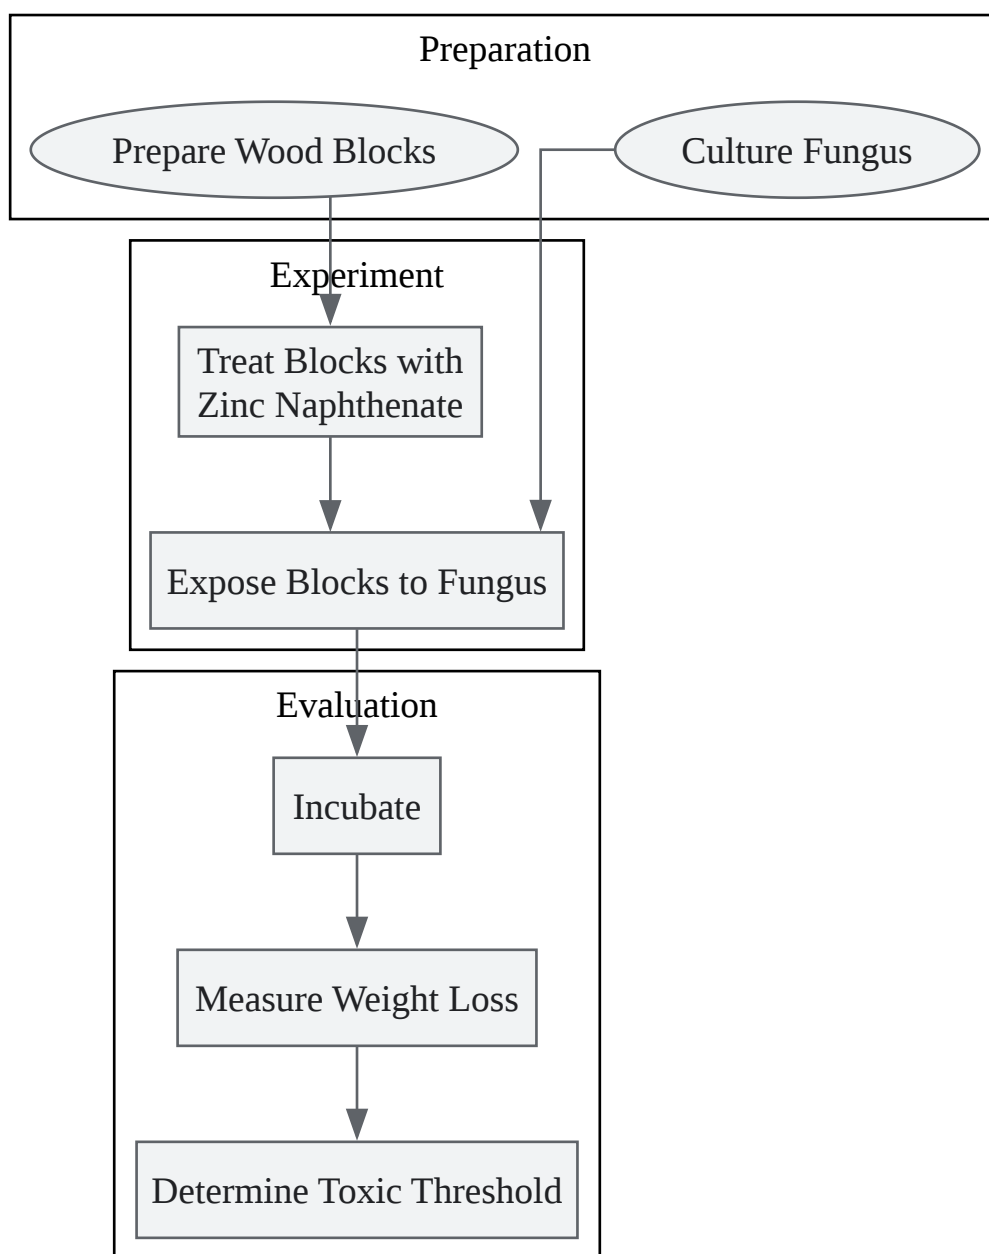 Preparation
Prepare Wood Blocks
Culture Fungus
Experiment
Treat Blocks with
Zinc Naphthenate
Expose Blocks to Fungus
Evaluation
Incubate
Measure Weight Loss
Determine Toxic Threshold